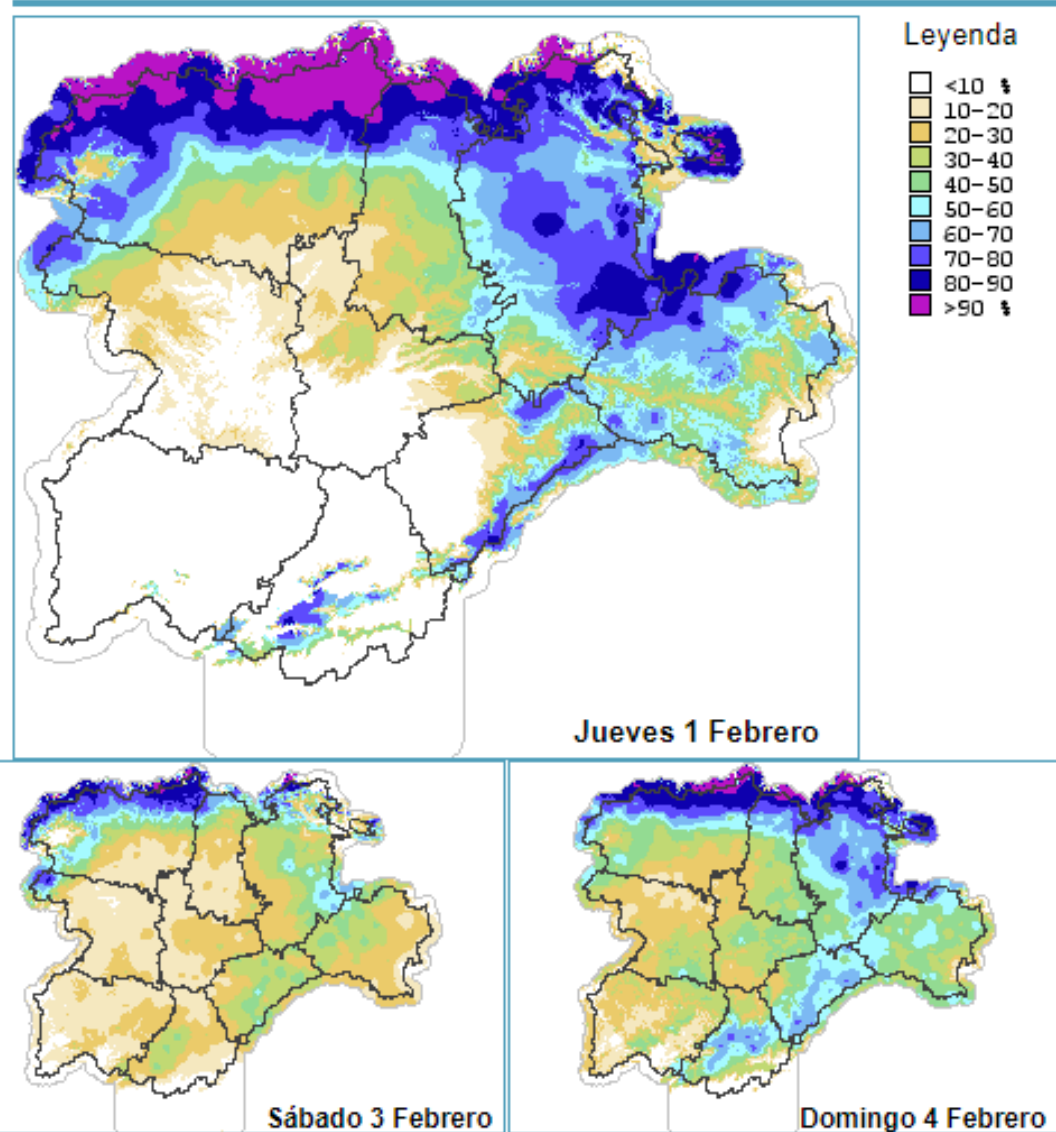 Leyenda
<10 %
10-20
20-30
30-40
40-50
50-60
60-70
70-80
80-90
>90 %
Jueves 1 Febrero
Sábado 3 Febrero
Domingo 4 Febrero